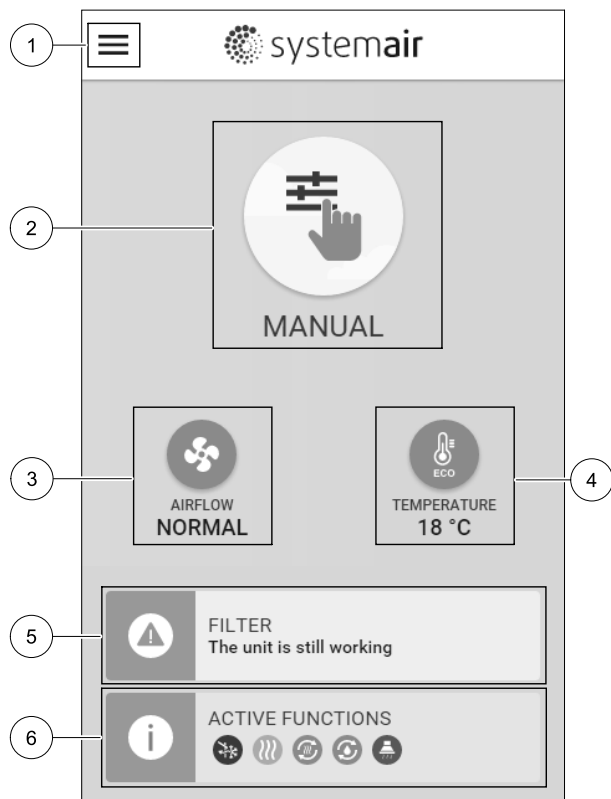 1
systemair
2
MANUAL
3
AIRFLOW
NORMAL
ECO
TEMPERATURE
18 °C
4
5
FILTER
The unit is still working
6
i
ACTIVE FUNCTIONS